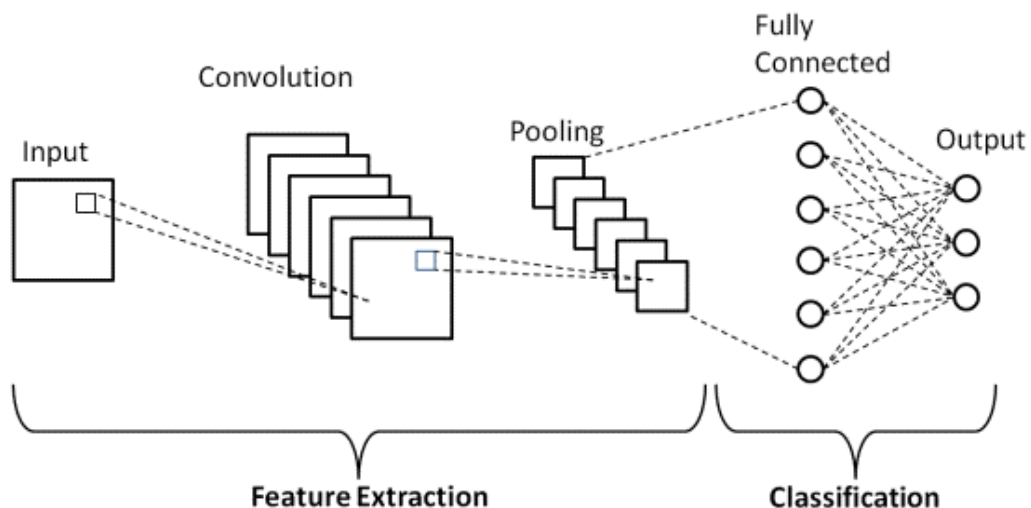 Input
Convolution
Pooling
Fully
Connected
Output
Feature Extraction
Classification